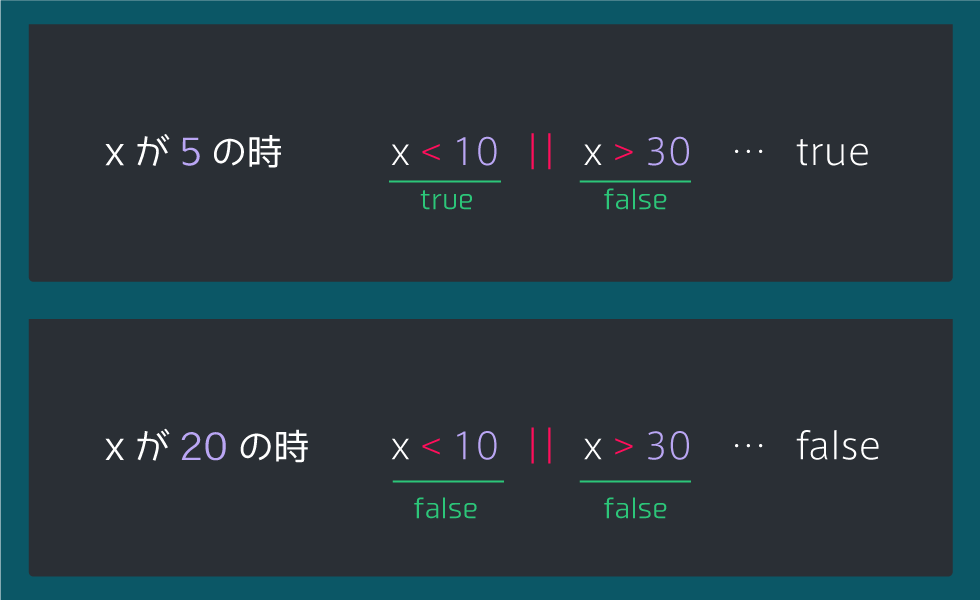 x が 5 の時 x < 10 || x > 30 … true
true false
x が 20 の時 x < 10 || x > 30 … false
false false